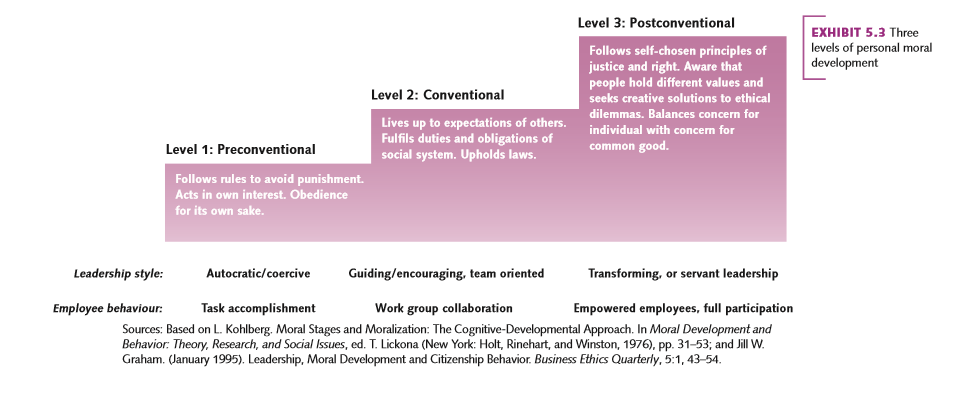 Level 3: Postconventional
EXHIBIT 5.3 Three
levels of personal moral
development
Follows self-chosen principles of
justice and right. Aware that
people hold different values and
seeks creative solutions to ethical
dilemmas. Balances concern for
individual with concern for
common good.
Level 2: Conventional
Lives up to expectations of others.
Fulfils duties and obligations of
social system. Upholds laws.
Level 1: Preconventional
Follows rules to avoid punishment.
Acts in own interest. Obedience
for its own sake.
Leadership style: Autocratic/coercive Guiding/encouraging, team oriented Transforming, or servant leadership
Employee behaviour: Task accomplishment Work group collaboration Empowered employees, full participation
Sources: Based on L. Kohlberg. Moral Stages and Moralization: The Cognitive-Developmental Approach. In Moral Development and
Behavior: Theory, Research, and Social Issues, ed. T. Lickona (New York: Holt, Rinehart, and Winston, 1976), pp. 31–53; and Jill W.
Graham. (January 1995). Leadership, Moral Development and Citizenship Behavior. Business Ethics Quarterly, 5:1, 43–54.